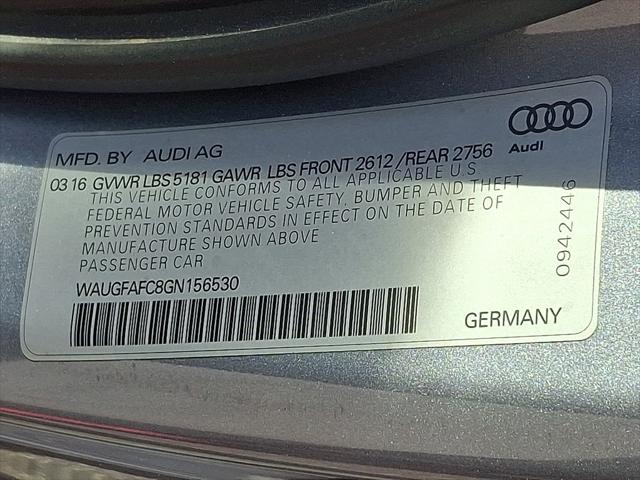 MFD. BY AUDI AG
Audi
03 16 GVWR LBS 5181 GAWR LBS FRONT 2612 /REAR 2756
THIS VEHICLE CONFORMS TO ALL APPLICABLE U.S
FEDERAL MOTOR VEHICLE SAFETY, BUMPER AND THEFT
PREVENTION STANDARDS IN EFFECT ON THE DATE OF
MANUFACTURE SHOWN ABOVE
PASSENGER CAR
WAUGFAFC8GN156530
GERMANY
0942446